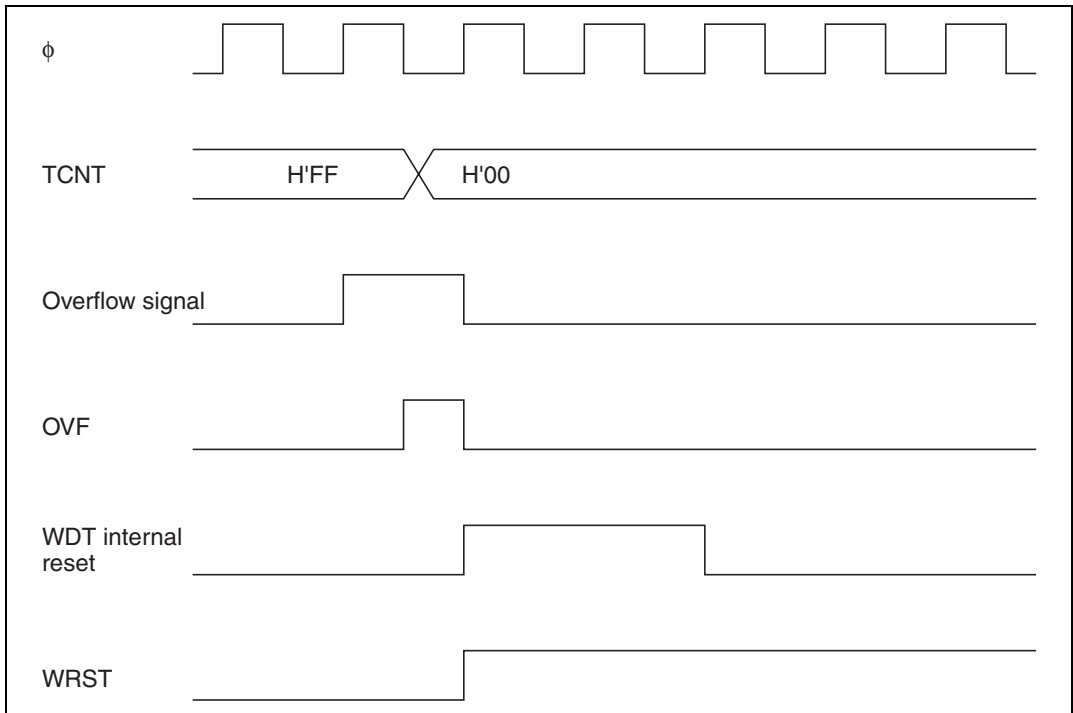 ϕ
TCNT
H'FF
H'00
Overflow signal
OVF
WDT internal
reset
WRST